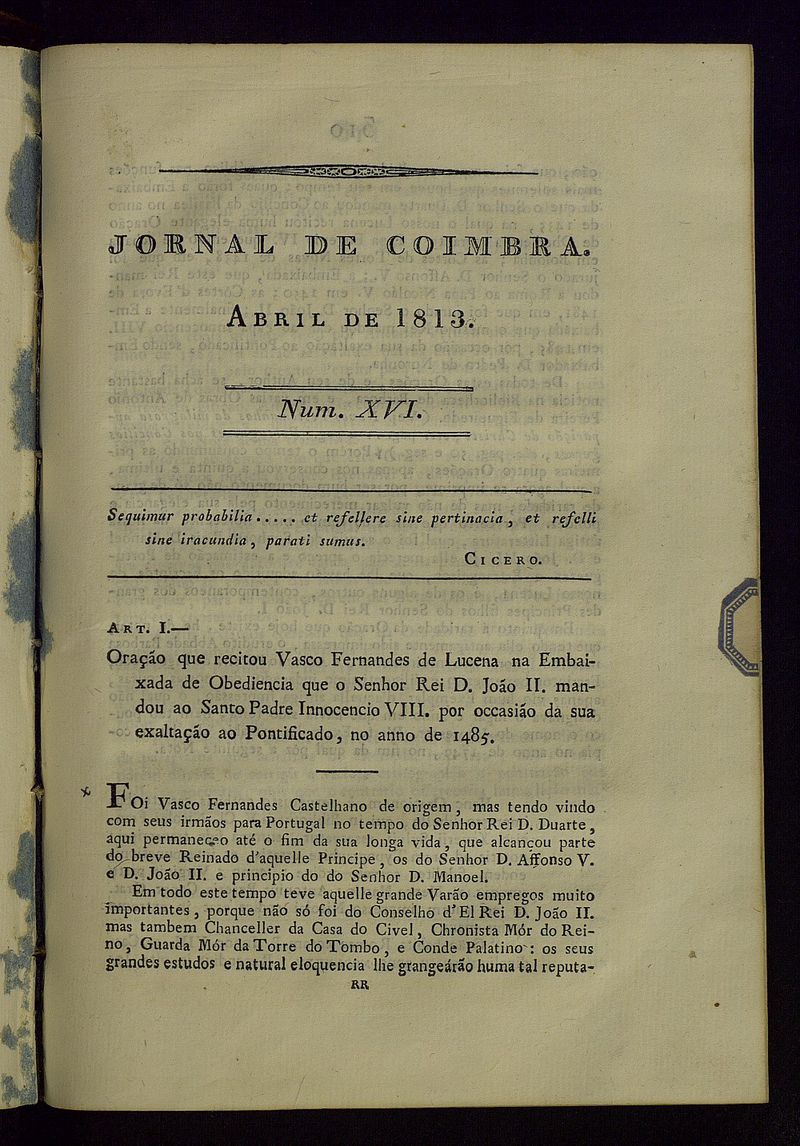 JORNAL DE COIMBRA.
ABRIL DE 1813.
Num. XVI.
Sequimur probabilia..... et refellere sine pertinacia, et refelli
sine iracundia, parati sumus.
CICERO.
ART. I.—
Oração que recitou Vasco Fernandes de Lucena na Embai-
xada de Obediencia que o Senhor Rei D. João II. man-
dou ao Santo Padre Innocencio VIII. por occasião da sua
exaltação ao Pontificado, no anno de 1485.
FOi Vasco Fernandes Castelhano de origem, mas tendo vindo
com seus irmãos para Portugal no tempo do Senhor Rei D. Duarte,
aqui permaneceo até o fim da sua longa vida, que alcançou parte
do breve Reinado d'aquelle Principe, os do Senhor D. Affonso V.
e D. João II. e principio do do Senhor D. Manoel.
Em todo este tempo teve aquelle grande Varão empregos muito
importantes, porque não só foi do Conselho d'El Rei D. João II.
mas tambem Chanceller da Casa do Civel, Chronista Mór do Rei-
no, Guarda Mór da Torre do Tombo, e Conde Palatino: os seus
grandes estudos e natural eloquencia lhe grangeárão huma tal reputa-
RR